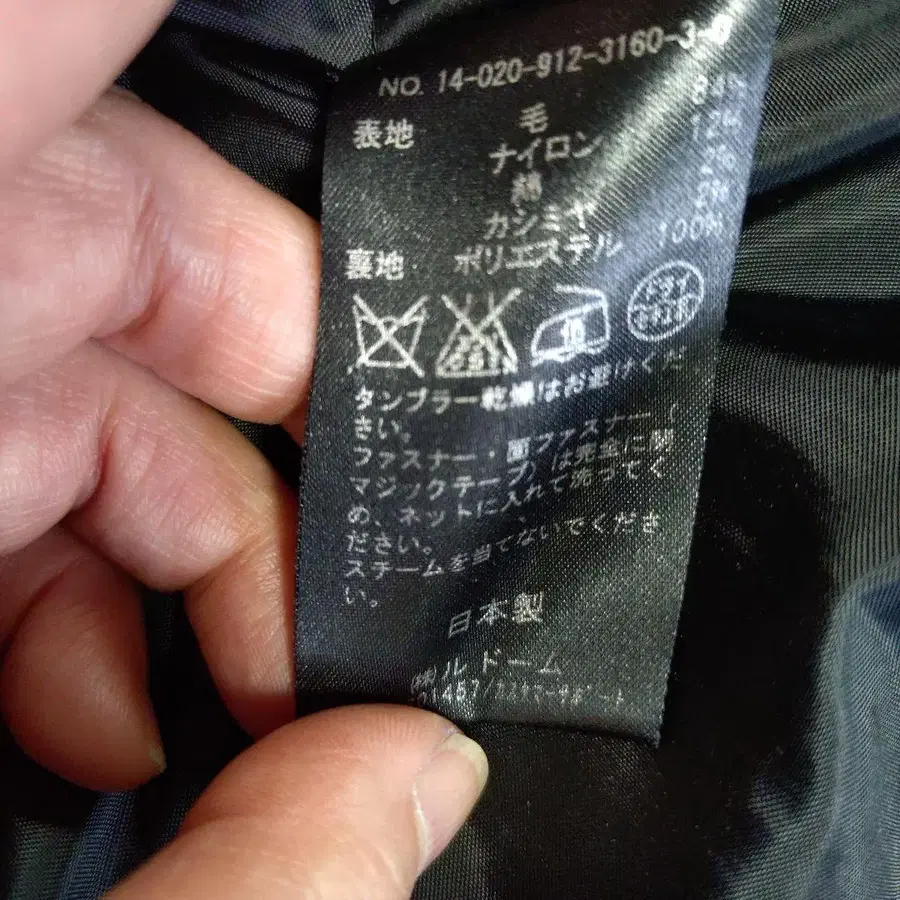 NO. 14-020-912-3160-3-0
表地 毛 84%
ナイロン 12%
綿 2%
カシミヤ 2%
裏地 ポリエステル 100%
タンブラー乾燥はお避けくだ
さい。
ファスナー・面ファスナー（
マジックテープ）は完全に閉
め、ネットに入れて洗ってく
ださい。
スチームを当てないでくださ
い。
日本製
㈱ルドーム